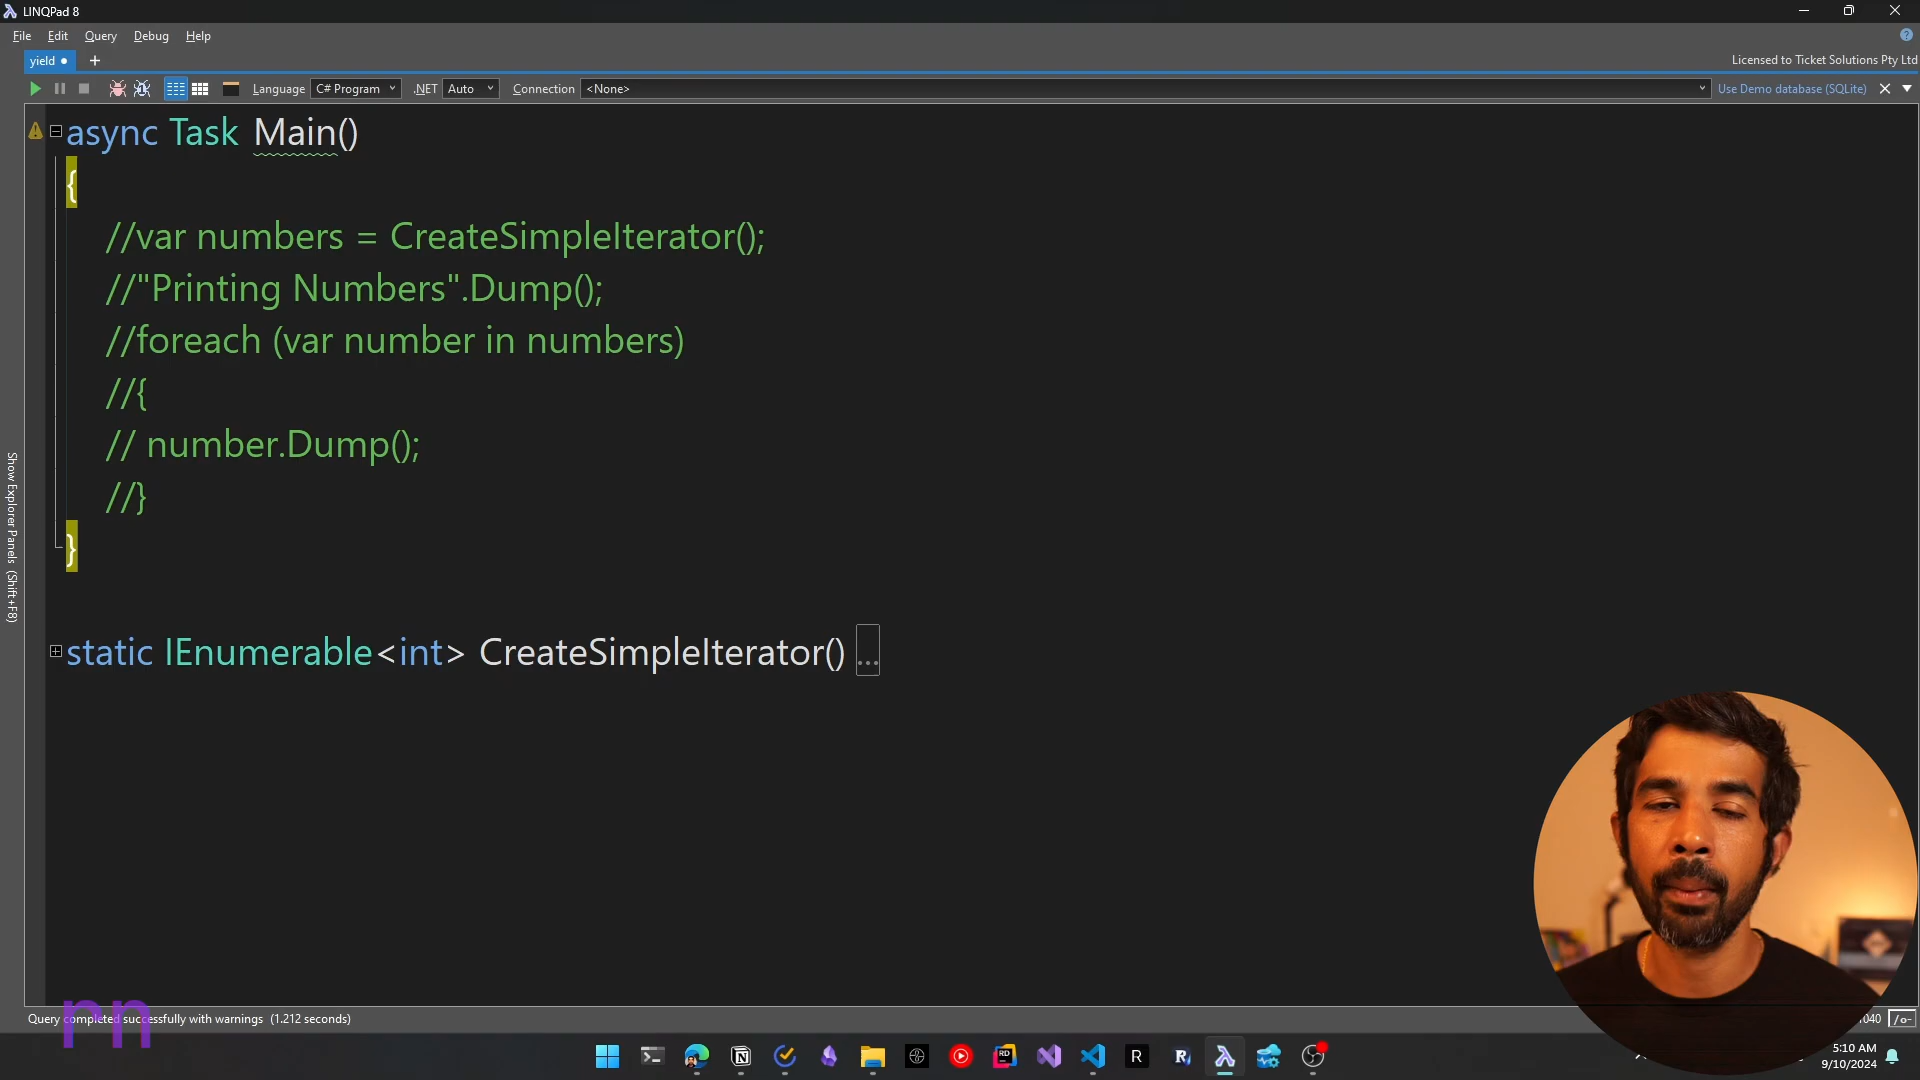 LINQPad 8
File Edit Query Debug Help
yield
Licensed to Ticket Solutions Pty Ltd
Language C# Program .NET Auto Connection <None> Use Demo database (SQLite)
async Task Main()
{
//var numbers = CreateSimpleIterator();
//"Printing Numbers".Dump();
//foreach (var number in numbers)
//{
// number.Dump();
//}
}
static IEnumerable<int> CreateSimpleIterator() ...
Show Explorer Panels (Shift+F8)
rn
Query completed successfully with warnings (1.212 seconds)
/o-
5:10 AM
9/10/2024